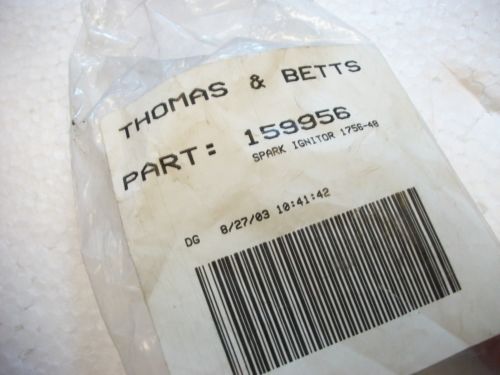 THOMAS & BETTS
PART: 159956
SPARK IGNITOR 1756-48
DG 8/27/03 10:41:42